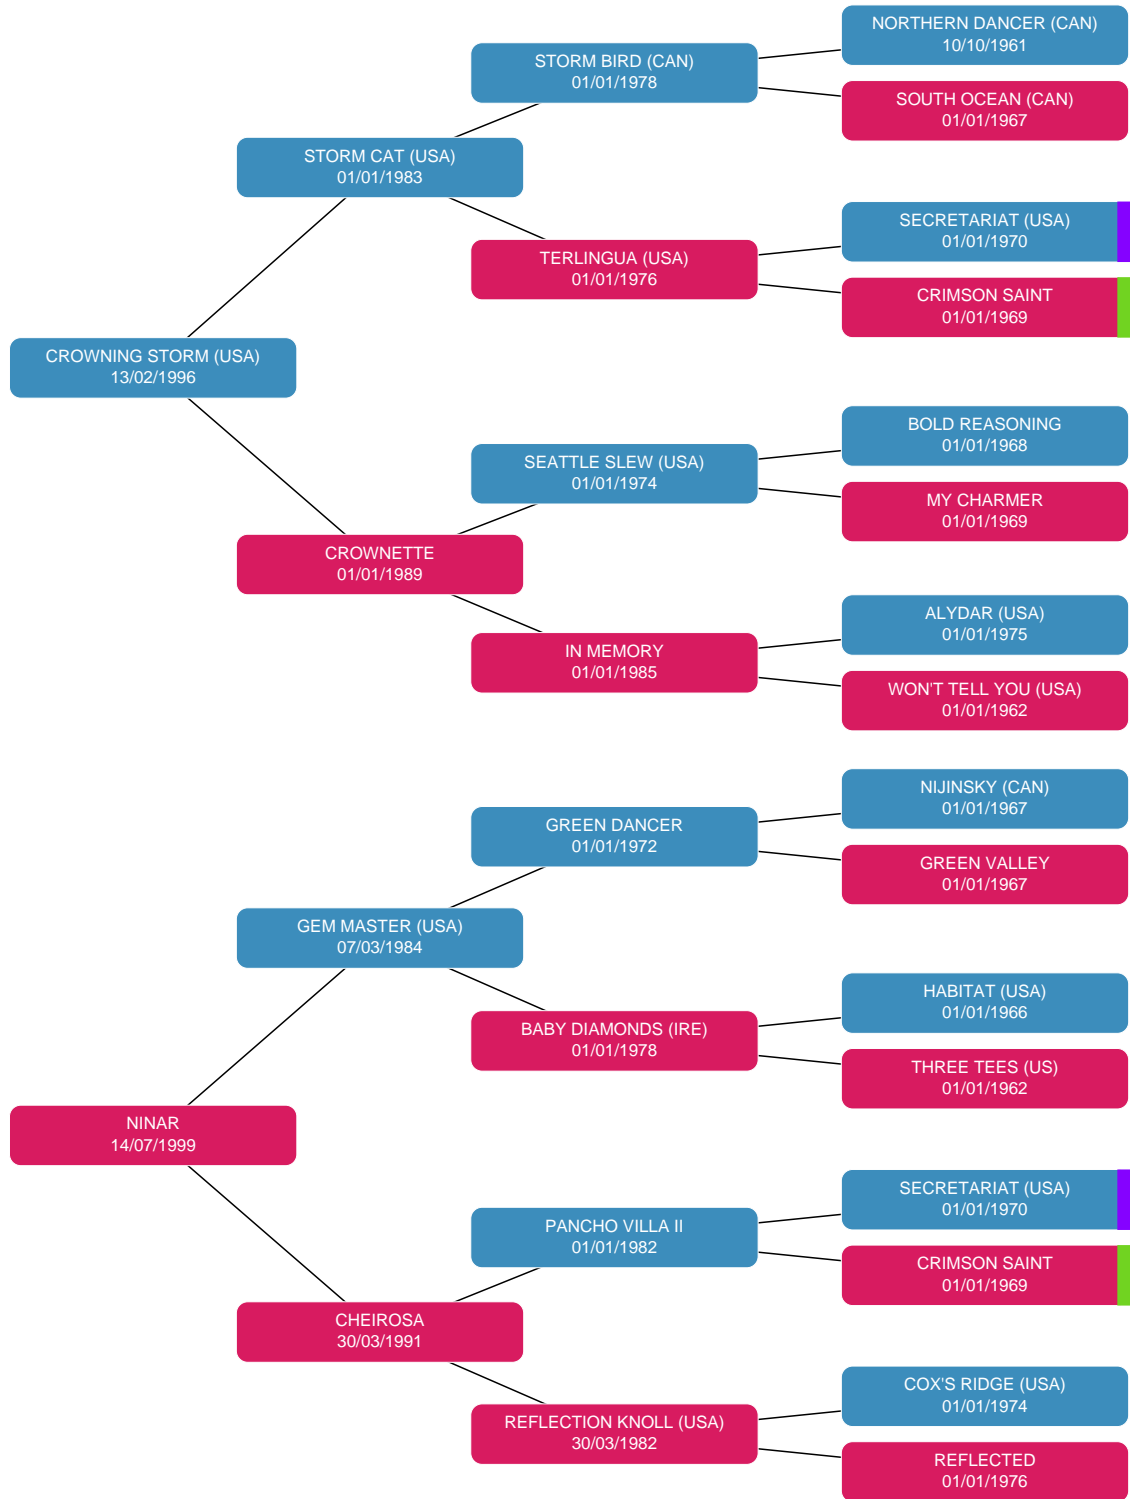 NORTHERN DANCER (CAN)
10/10/1961
STORM BIRD (CAN)
01/01/1978
SOUTH OCEAN (CAN)
01/01/1967
STORM CAT (USA)
01/01/1983
SECRETARIAT (USA)
01/01/1970
TERLINGUA (USA)
01/01/1976
CRIMSON SAINT
01/01/1969
CROWNING STORM (USA)
13/02/1996
BOLD REASONING
01/01/1968
SEATTLE SLEW (USA)
01/01/1974
MY CHARMER
01/01/1969
CROWNETTE
01/01/1989
ALYDAR (USA)
01/01/1975
IN MEMORY
01/01/1985
WON'T TELL YOU (USA)
01/01/1962
NIJINSKY (CAN)
01/01/1967
GREEN DANCER
01/01/1972
GREEN VALLEY
01/01/1967
GEM MASTER (USA)
07/03/1984
HABITAT (USA)
01/01/1966
BABY DIAMONDS (IRE)
01/01/1978
THREE TEES (US)
01/01/1962
NINAR
14/07/1999
SECRETARIAT (USA)
01/01/1970
PANCHO VILLA II
01/01/1982
CRIMSON SAINT
01/01/1969
CHEIROSA
30/03/1991
COX'S RIDGE (USA)
01/01/1974
REFLECTION KNOLL (USA)
30/03/1982
REFLECTED
01/01/1976